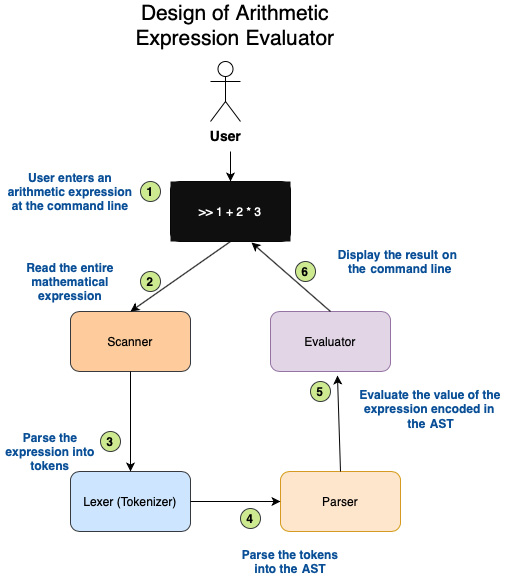 Design of Arithmetic
Expression Evaluator
User
User enters an
arithmetic expression
at the command line
1
>> 1 + 2 * 3
Read the entire
mathematical
expression
2
6
Display the result on
the command line
Scanner
Evaluator
Parse the
expression into
tokens
3
5
Evaluate the value of the
expression encoded in
the AST
Lexer (Tokenizer)
4
Parser
Parse the tokens
into the AST